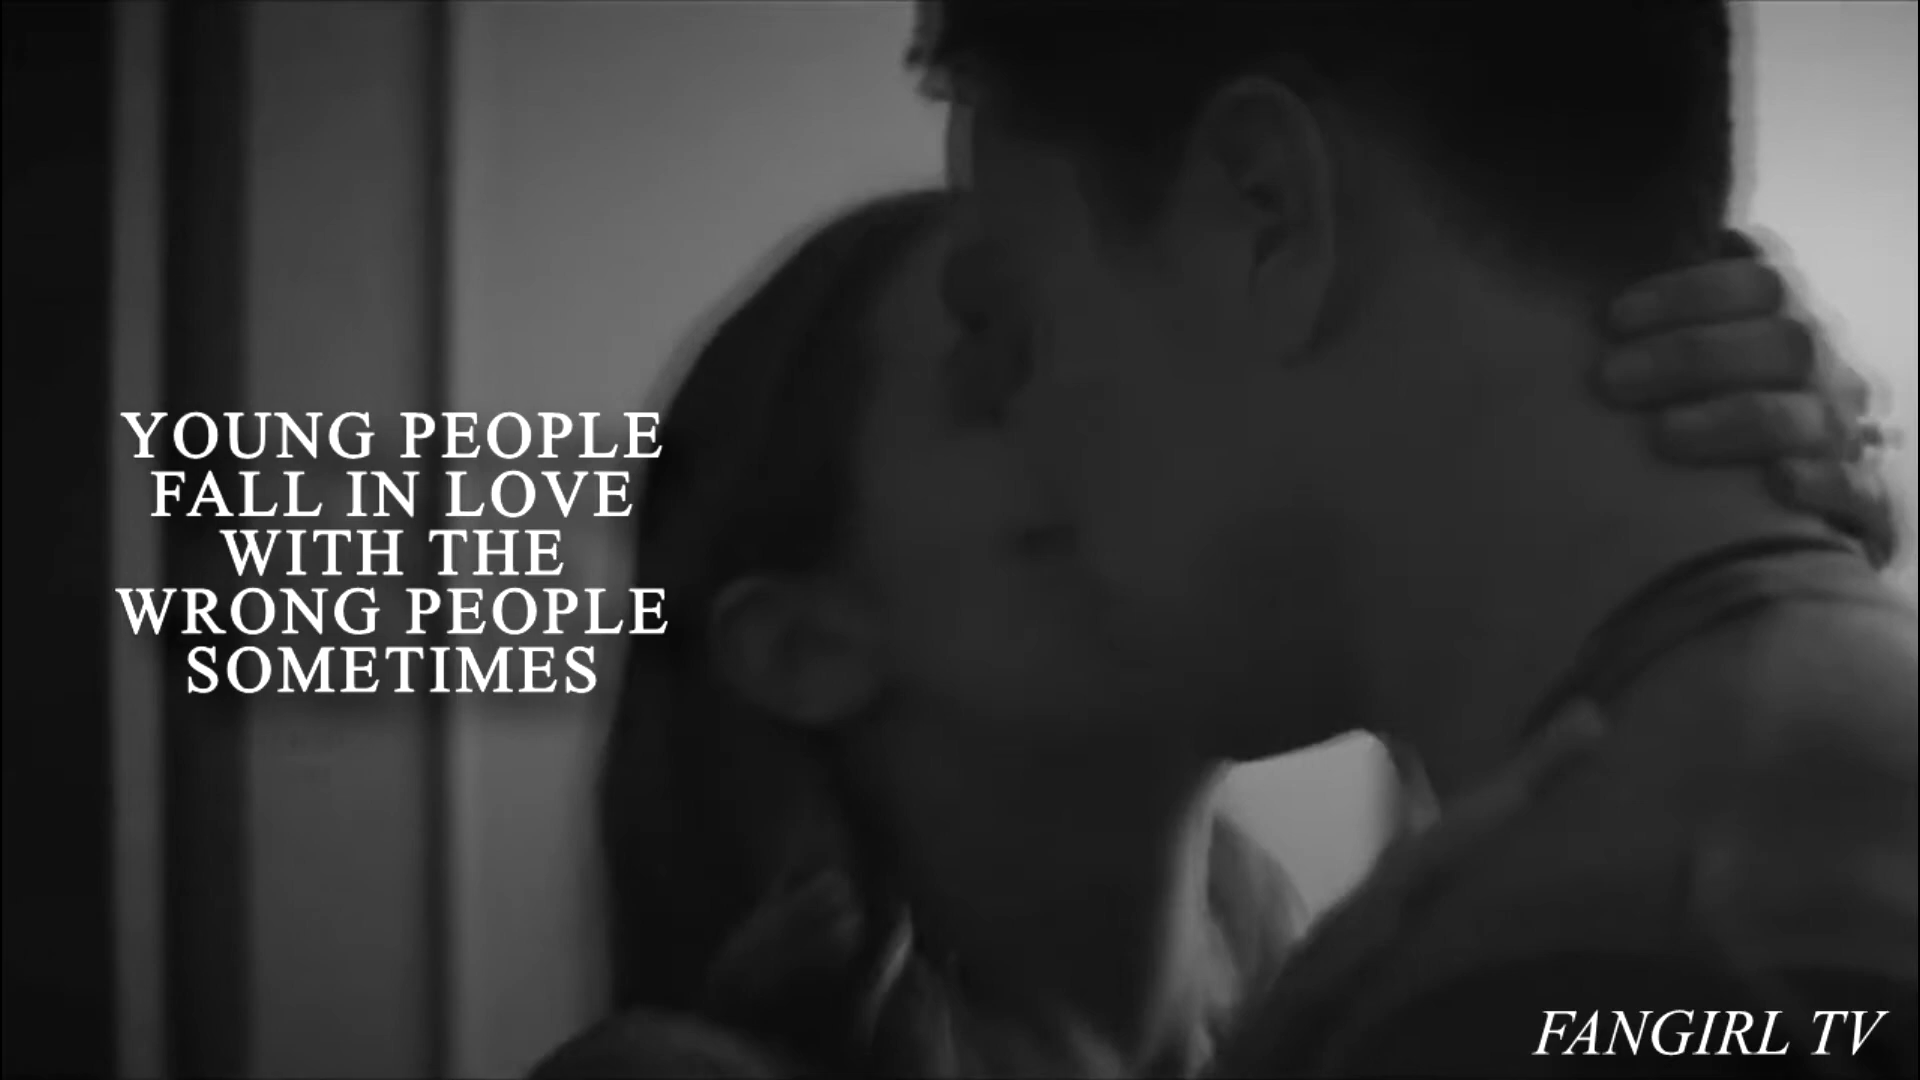 YOUNG PEOPLE
FALL IN LOVE
WITH THE
WRONG PEOPLE
SOMETIMES
FANGIRL TV